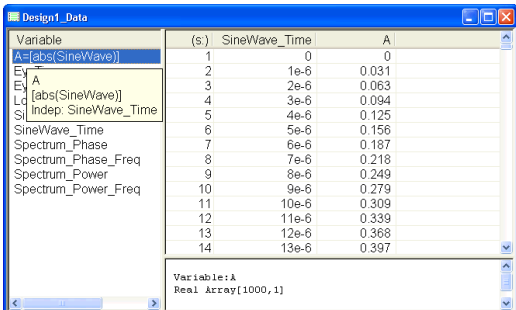 Design1_Data
Variable
A=[abs(SineWave)]
A
[abs(SineWave)]
Indep: SineWave_Time
SineWave_Time
Spectrum_Phase
Spectrum_Phase_Freq
Spectrum_Power
Spectrum_Power_Freq
(s:) SineWave_Time A
1 0 0
2 1e-6 0.031
3 2e-6 0.063
4 3e-6 0.094
5 4e-6 0.125
6 5e-6 0.156
7 6e-6 0.187
8 7e-6 0.218
9 8e-6 0.249
10 9e-6 0.279
11 10e-6 0.309
12 11e-6 0.339
13 12e-6 0.368
14 13e-6 0.397
Variable:A
Real Array[1000,1]